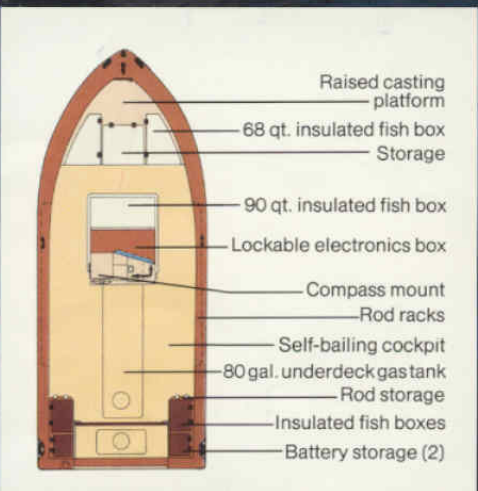 Raised casting
platform
68 qt. insulated fish box
Storage
90 qt. insulated fish box
Lockable electronics box
Compass mount
Rod racks
Self-bailing cockpit
80 gal. underdeck gas tank
Rod storage
Insulated fish boxes
Battery storage (2)